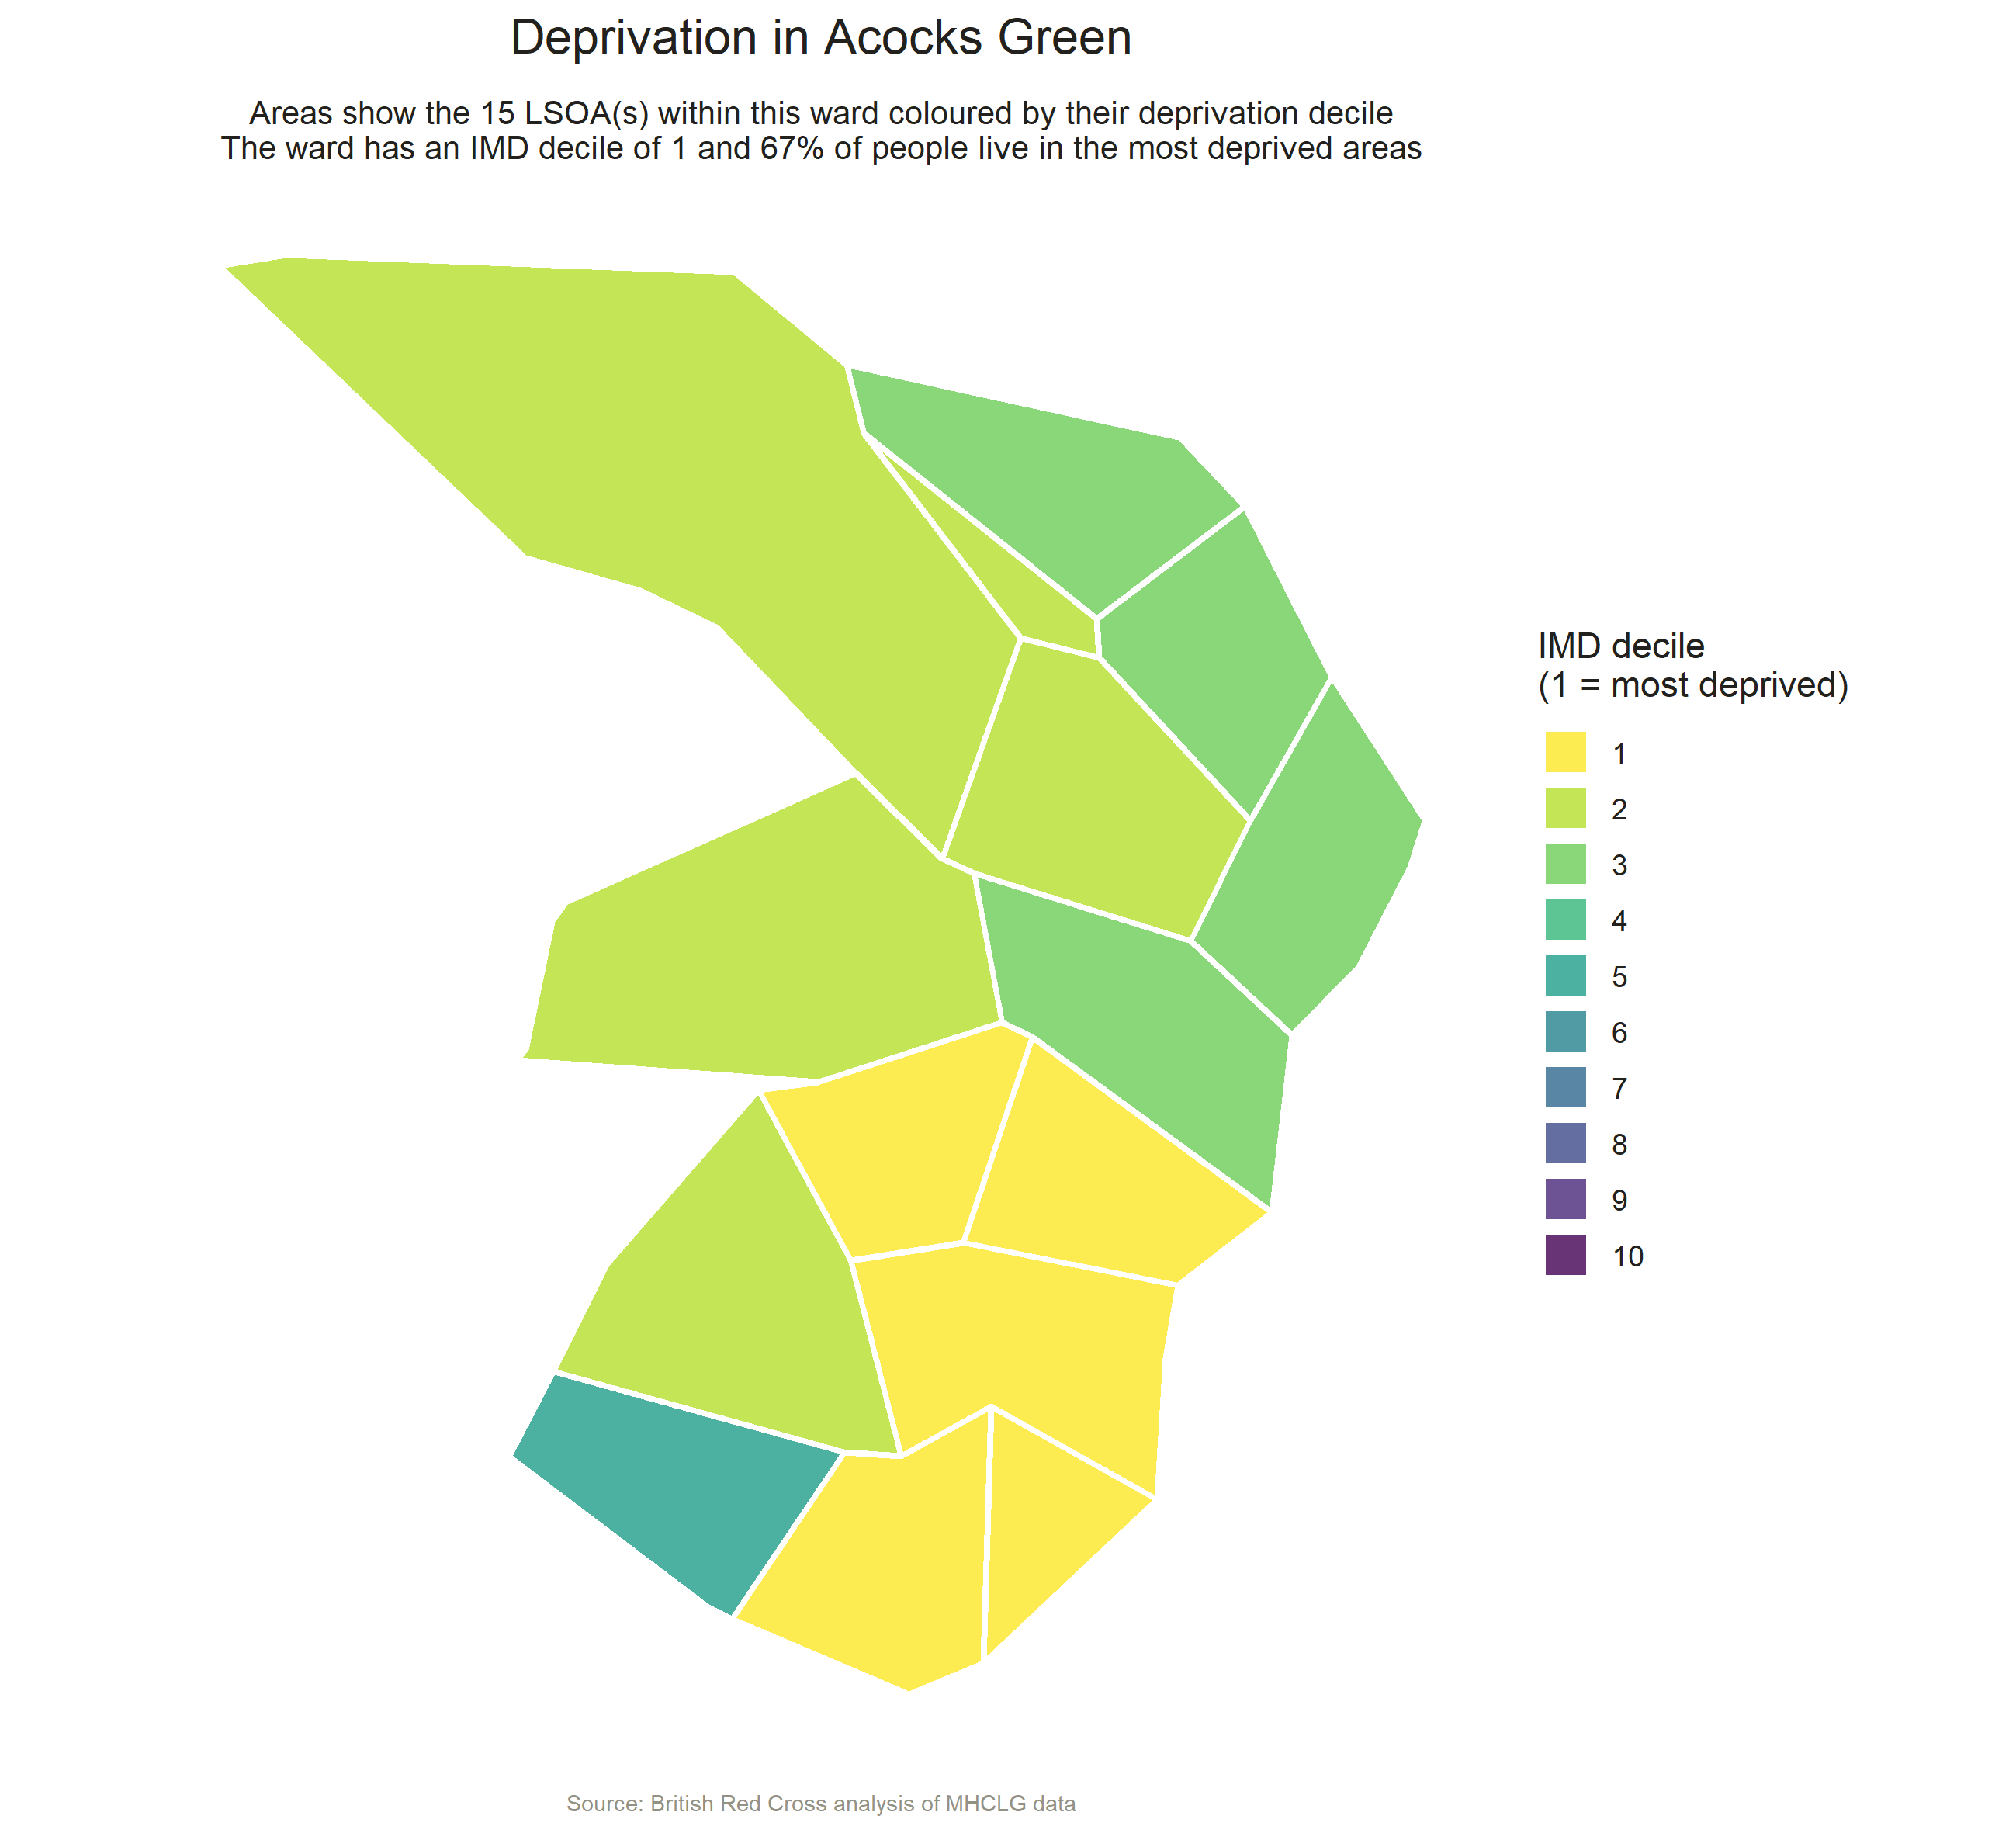 Deprivation in Acocks Green
Areas show the 15 LSOA(s) within this ward coloured by their deprivation decile
The ward has an IMD decile of 1 and 67% of people live in the most deprived areas
IMD decile
(1 = most deprived)
1
2
3
4
5
6
7
8
9
10
Source: British Red Cross analysis of MHCLG data